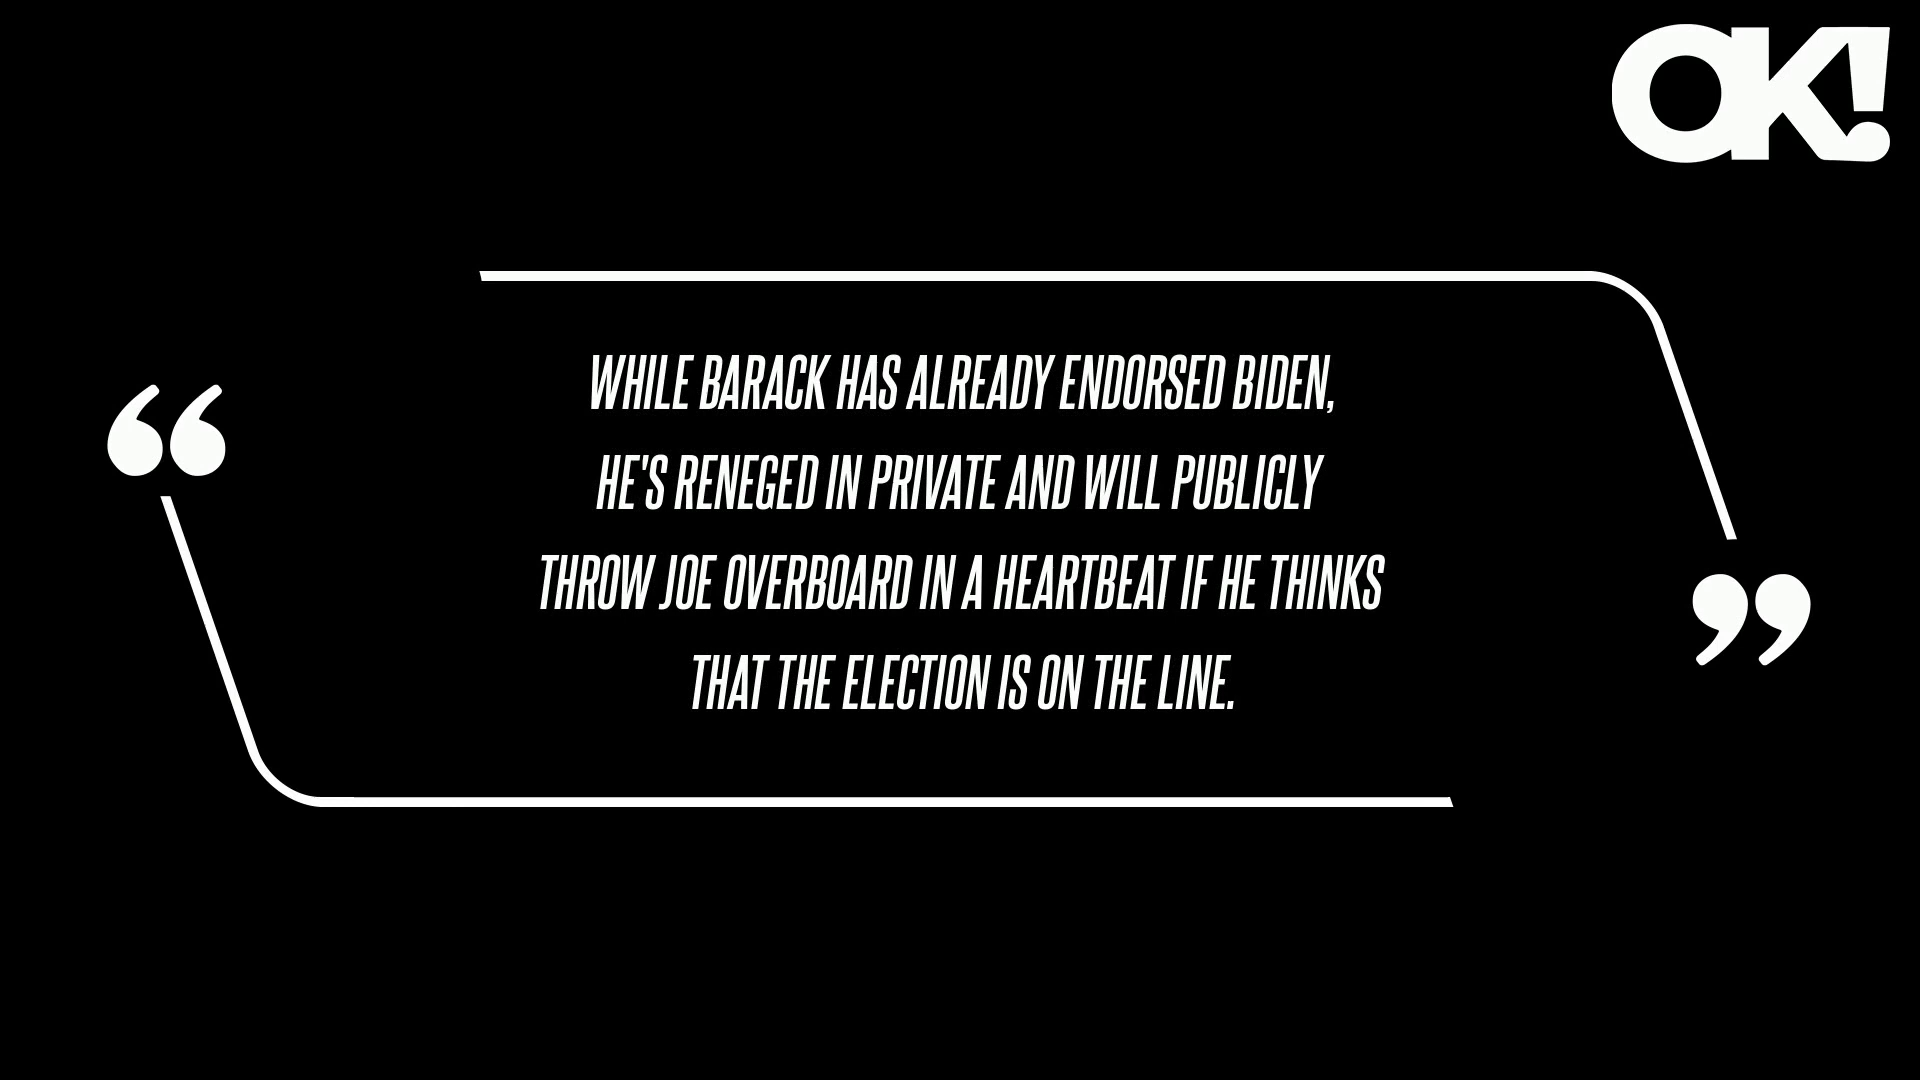 OK!
WHILE BARACK HAS ALREADY ENDORSED BIDEN,
HE'S RENEGED IN PRIVATE AND WILL PUBLICLY
THROW JOE OVERBOARD IN A HEARTBEAT IF HE THINKS
THAT THE ELECTION IS ON THE LINE.